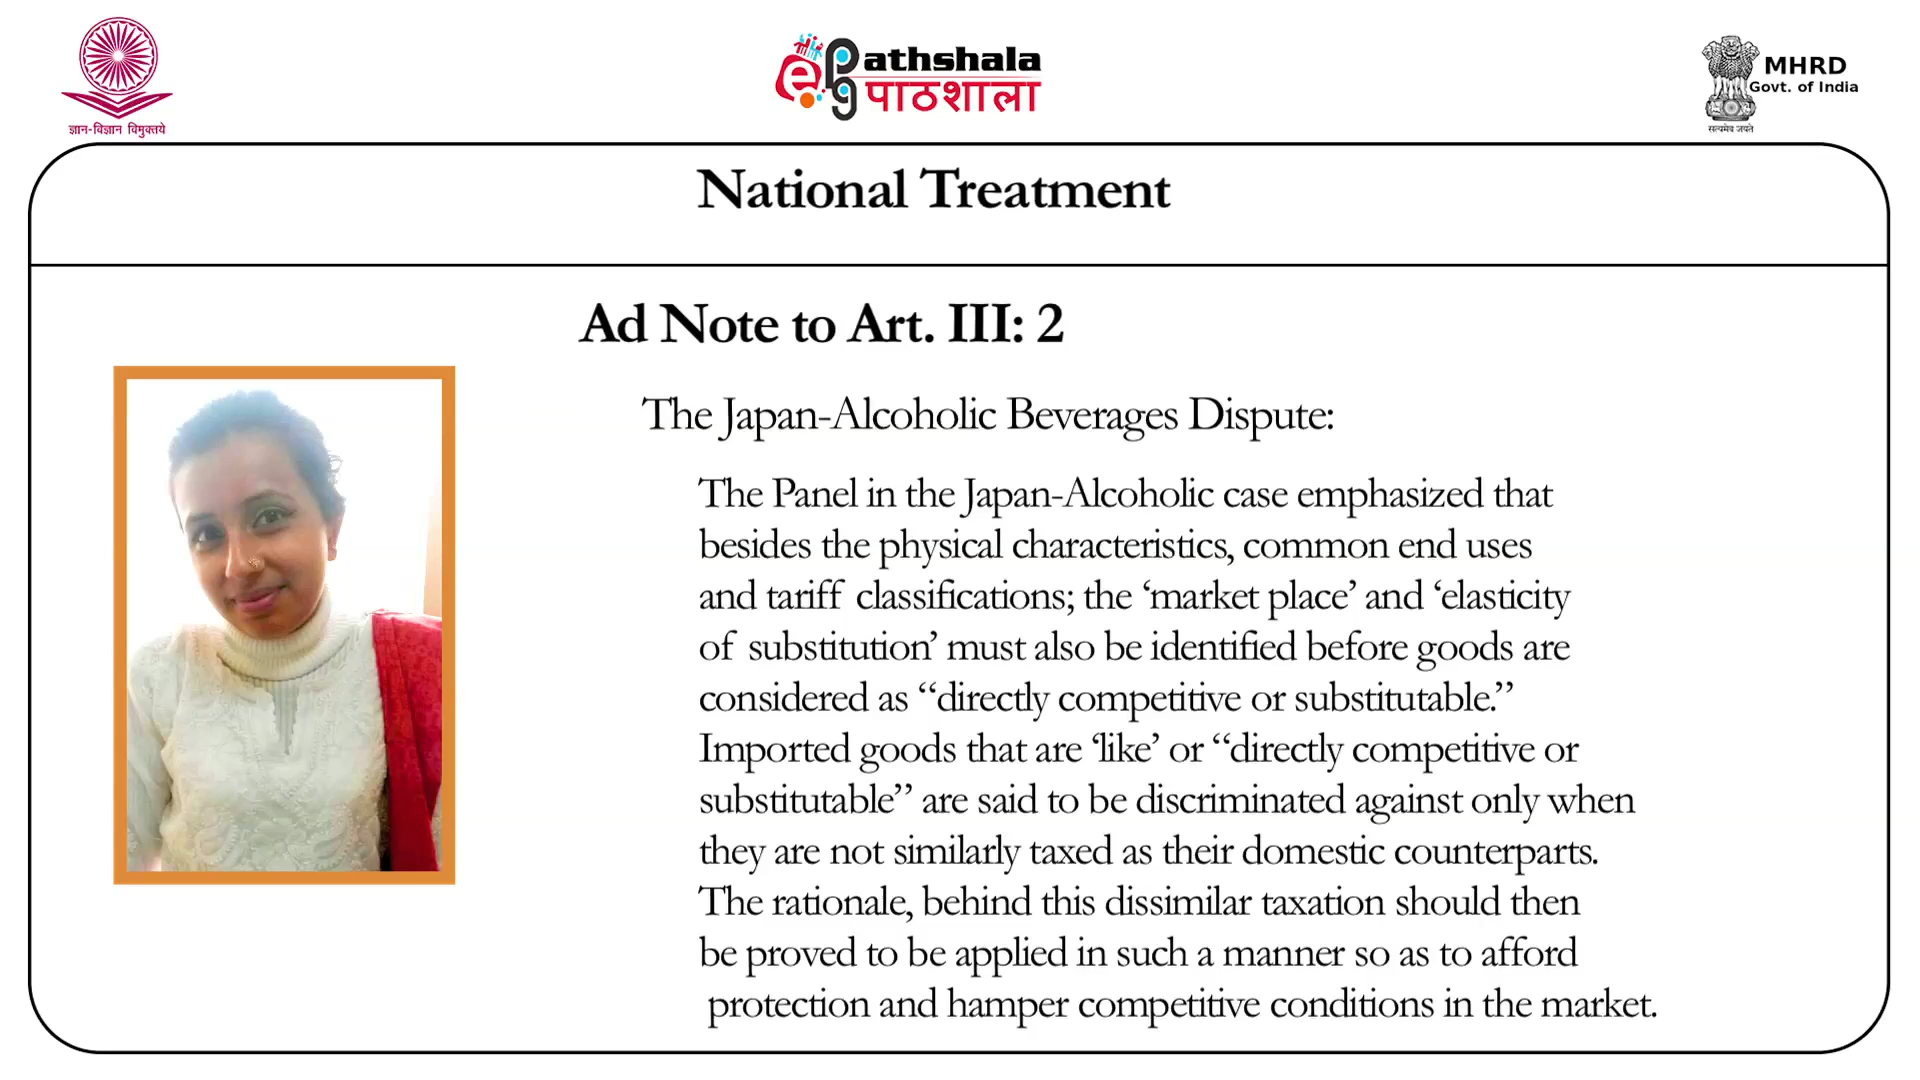 ज्ञान-विज्ञान विमुक्तये
ePg Pathshala
पाठशाला
MHRD
Govt. of India
सत्यमेव जयते
National Treatment
Ad Note to Art. III: 2
The Japan-Alcoholic Beverages Dispute:
The Panel in the Japan-Alcoholic case emphasized that
besides the physical characteristics, common end uses
and tariff classifications; the ‘market place’ and ‘elasticity
of substitution’ must also be identified before goods are
considered as “directly competitive or substitutable.”
Imported goods that are ‘like’ or “directly competitive or
substitutable” are said to be discriminated against only when
they are not similarly taxed as their domestic counterparts.
The rationale, behind this dissimilar taxation should then
be proved to be applied in such a manner so as to afford
protection and hamper competitive conditions in the market.